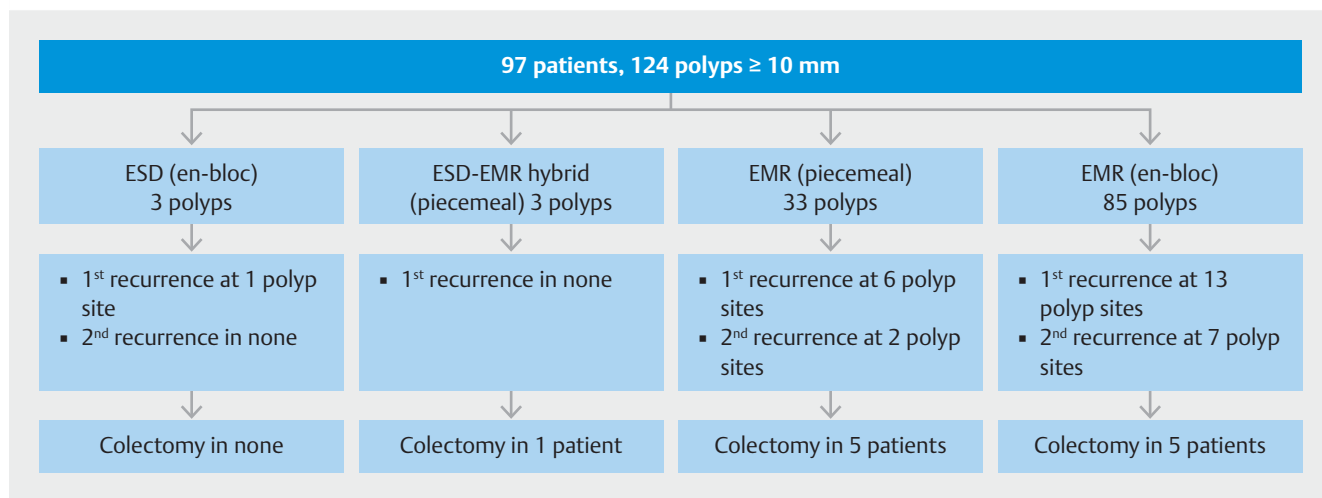 97 patients, 124 polyps ≥ 10 mm
ESD (en-bloc)
3 polyps
ESD-EMR hybrid
(piecemeal) 3 polyps
EMR (piecemeal)
33 polyps
EMR (en-bloc)
85 polyps
▪ 1st recurrence at 1 polyp
site
▪ 2nd recurrence in none
▪ 1st recurrence in none
▪ 1st recurrence at 6 polyp
sites
▪ 2nd recurrence at 2 polyp
sites
▪ 1st recurrence at 13
polyp sites
▪ 2nd recurrence at 7 polyp
sites
Colectomy in none
Colectomy in 1 patient
Colectomy in 5 patients
Colectomy in 5 patients